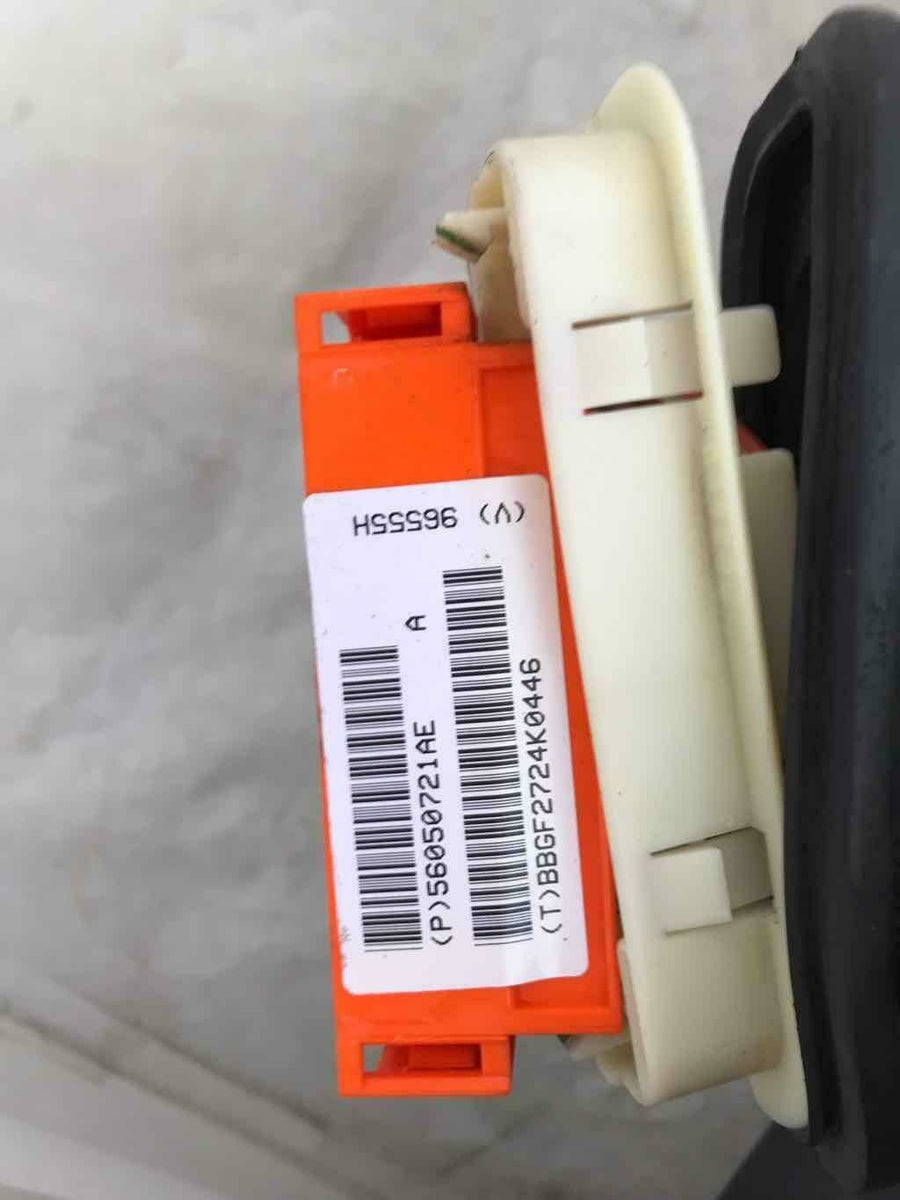 (V) 96555H
A
(P)56050721AE
(T)BBGF2724K0446